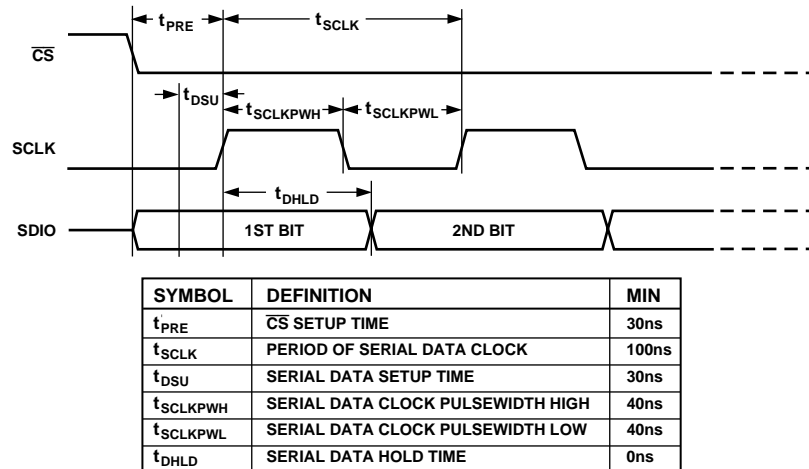 tPRE
tSCLK
CS
tDSU
tSCLKPWH
tSCLKPWL
SCLK
tDHLD
SDIO
1ST BIT
2ND BIT
SYMBOL DEFINITION MIN
tPRE CS SETUP TIME 30ns
tSCLK PERIOD OF SERIAL DATA CLOCK 100ns
tDSU SERIAL DATA SETUP TIME 30ns
tSCLKPWH SERIAL DATA CLOCK PULSEWIDTH HIGH 40ns
tSCLKPWL SERIAL DATA CLOCK PULSEWIDTH LOW 40ns
tDHLD SERIAL DATA HOLD TIME 0ns